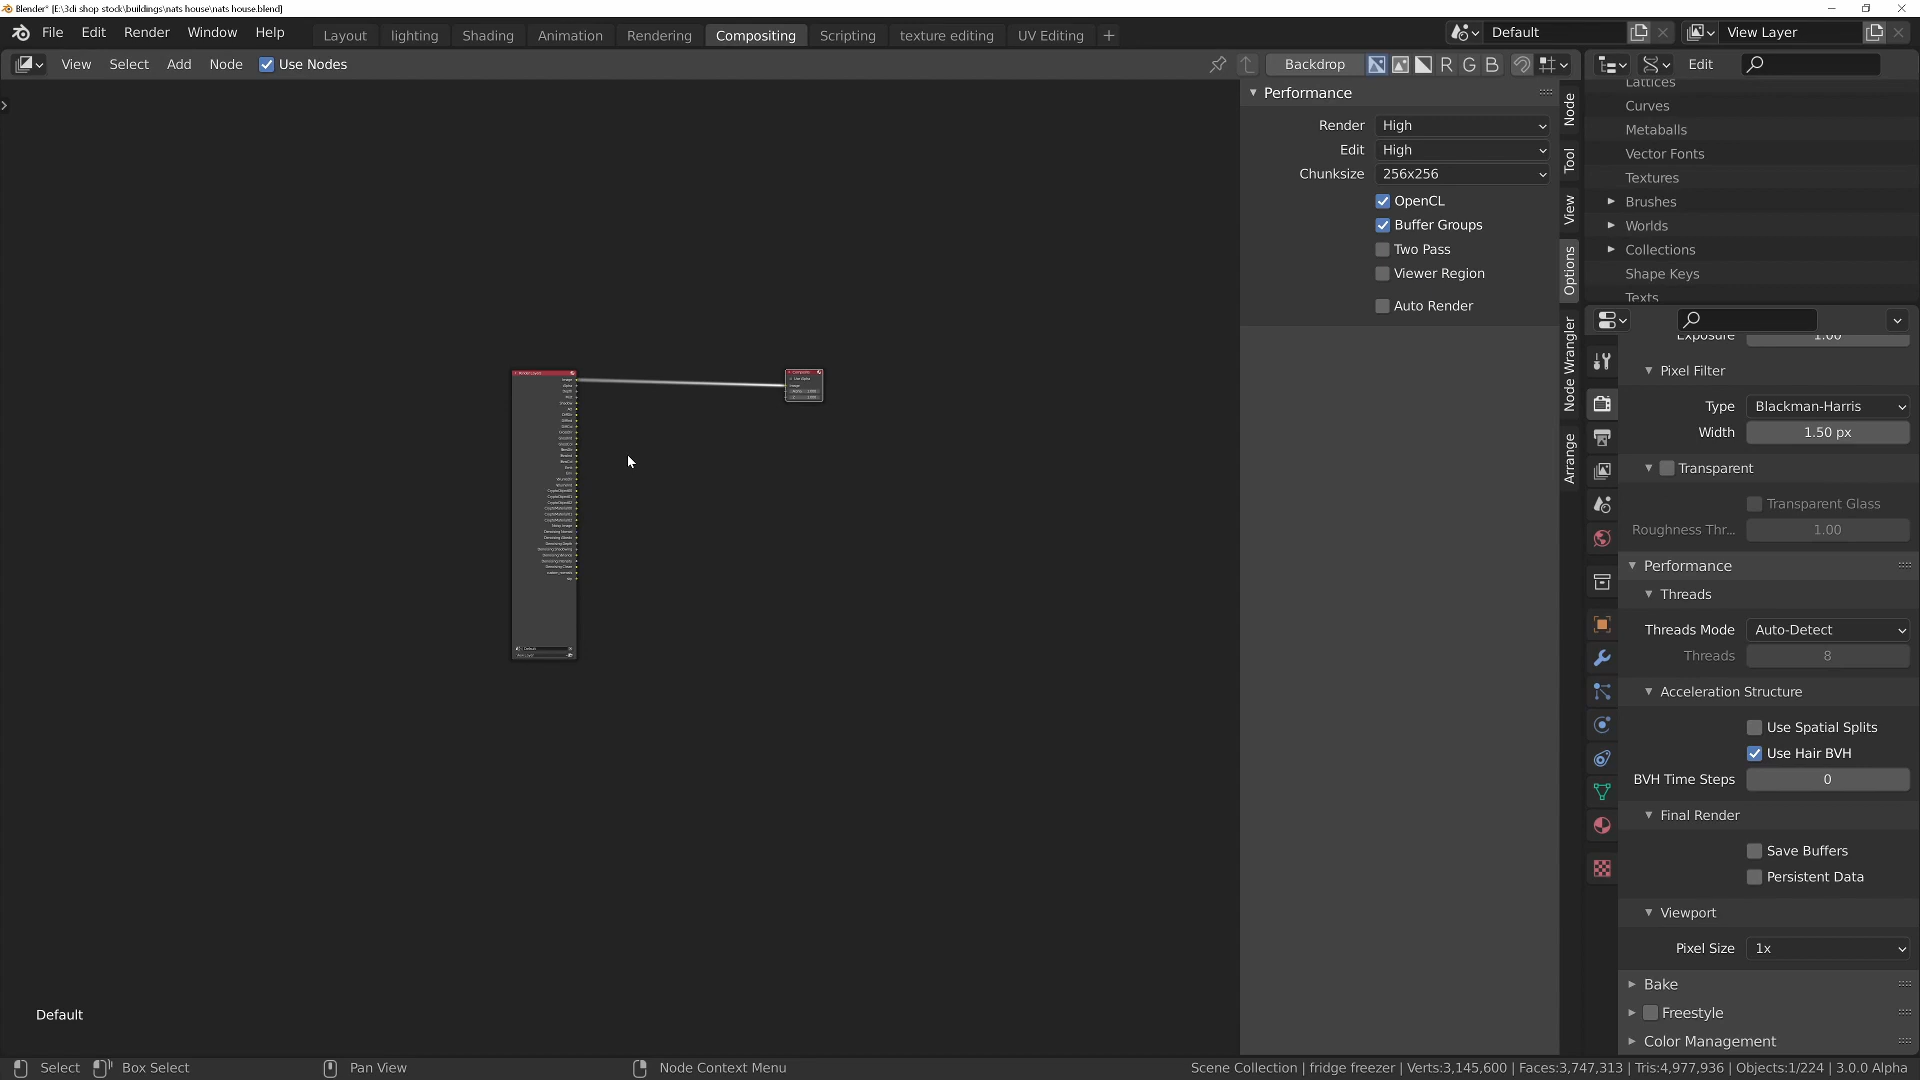 Blender* [E:\3di shop stock\buildings\nats house\nats house.blend]
File Edit Render Window Help Layout lighting Shading Animation Rendering Compositing Scripting texture editing UV Editing + Default View Layer
View Select Add Node Use Nodes Backdrop R G B Edit
Performance
Render High
Edit High
Chunksize 256x256
OpenCL
Buffer Groups
Two Pass
Viewer Region
Auto Render
Node
Tool
View
Options
Node Wrangler
Arrange
Lattices
Curves
Metaballs
Vector Fonts
Textures
Brushes
Worlds
Collections
Shape Keys
Texts
Exposure 1.00
Pixel Filter
Type Blackman-Harris
Width 1.50 px
Transparent
Transparent Glass
Roughness Thr... 1.00
Performance
Threads
Threads Mode Auto-Detect
Threads 8
Acceleration Structure
Use Spatial Splits
Use Hair BVH
BVH Time Steps 0
Final Render
Save Buffers
Persistent Data
Viewport
Pixel Size 1x
Bake
Freestyle
Color Management
Default
Select Box Select Pan View Node Context Menu Scene Collection | fridge freezer | Verts:3,145,600 | Faces:3,747,313 | Tris:4,977,936 | Objects:1/224 | 3.0.0 Alpha